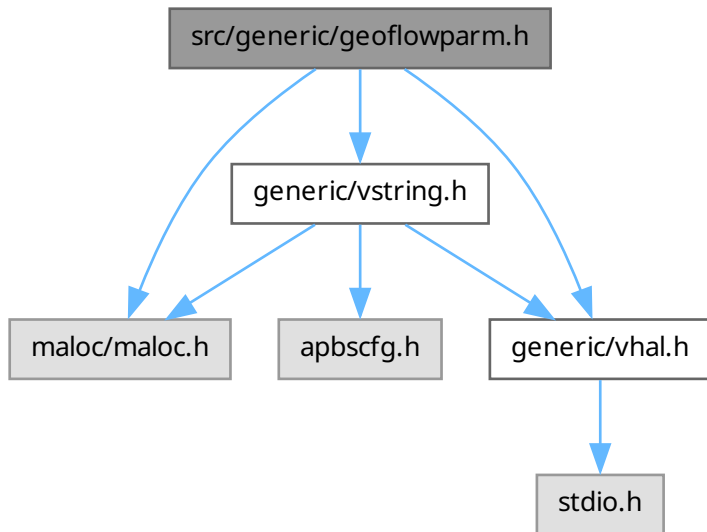 src/generic/geoflowparm.h
generic/vstring.h
maloc/maloc.h
apbscfg.h
generic/vhal.h
stdio.h